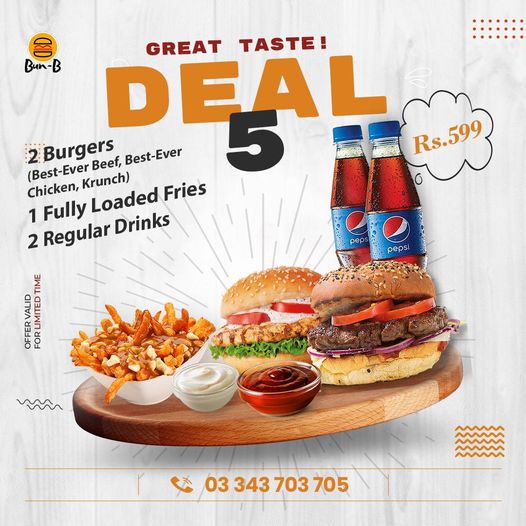 Bun-B
GREAT TASTE!
DEAL
5
2 Burgers
(Best-Ever Beef, Best-Ever
Chicken, Krunch)
1 Fully Loaded Fries
2 Regular Drinks
Rs.599
pepsi
pepsi
OFFER VALID
FOR LIMITED TIME
03 343 703 705